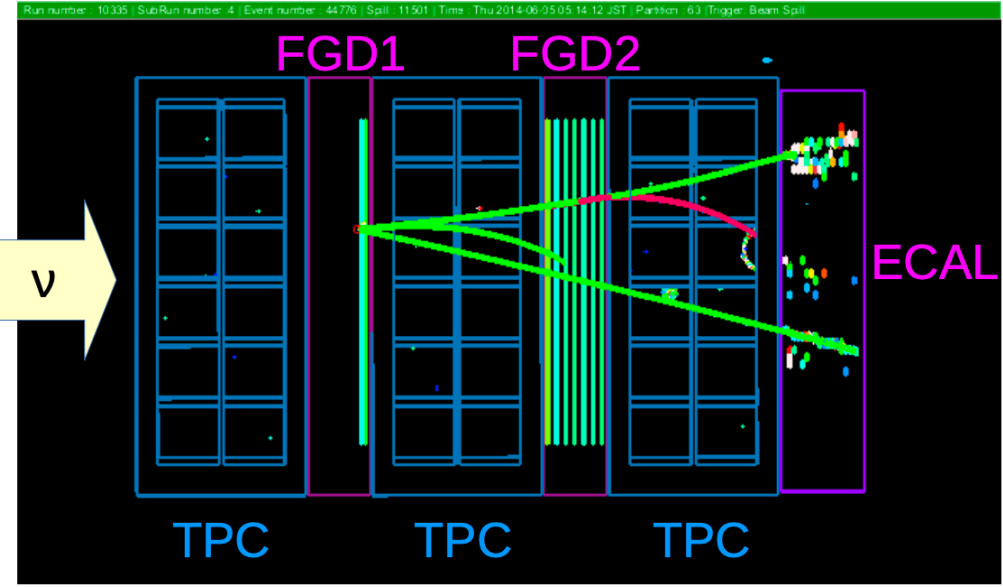 Run number : 10335 | SubRun number :4 | Event number : 44776 | Spill : 11501 | Time : Thu 2014-06-05 05:14:12 JST | Partition : 63 |Trigger: Beam Spill
FGD1 FGD2
ν
ECAL
TPC TPC TPC